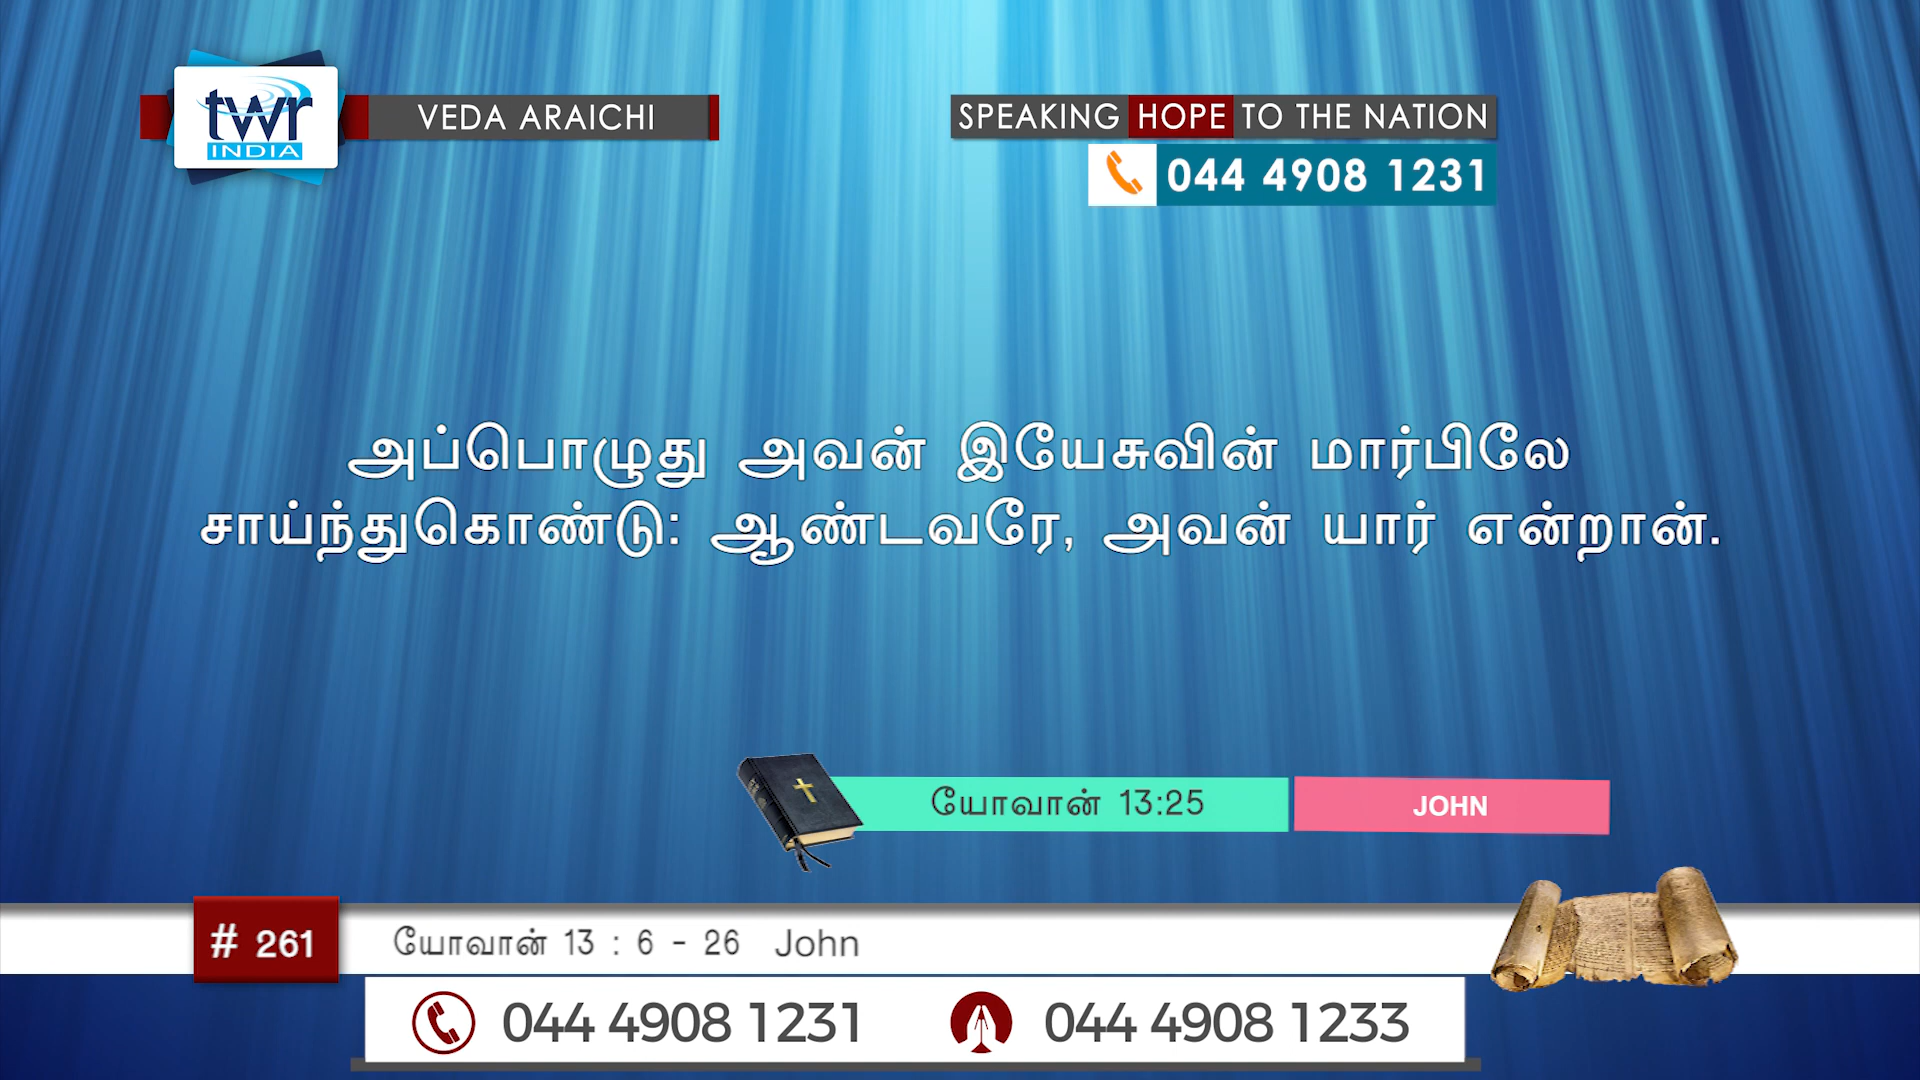 twr
INDIA
VEDA ARAICHI
SPEAKING HOPE TO THE NATION
044 4908 1231
அப்பொழுது அவன் இயேசுவின் மார்பிலே
சாய்ந்துகொண்டு: ஆண்டவரே, அவன் யார் என்றான்.
யோவான் 13:25
JOHN
# 261
யோவான் 13 : 6 - 26 John
044 4908 1231
044 4908 1233